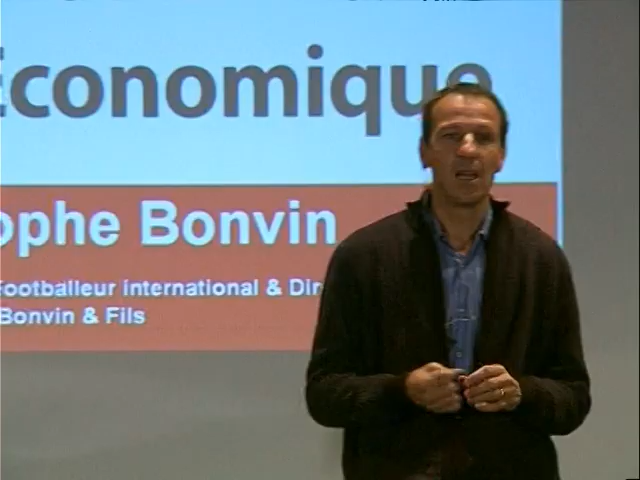 Économique
ophe Bonvin
Footballeur international & Dir
Bonvin & Fils